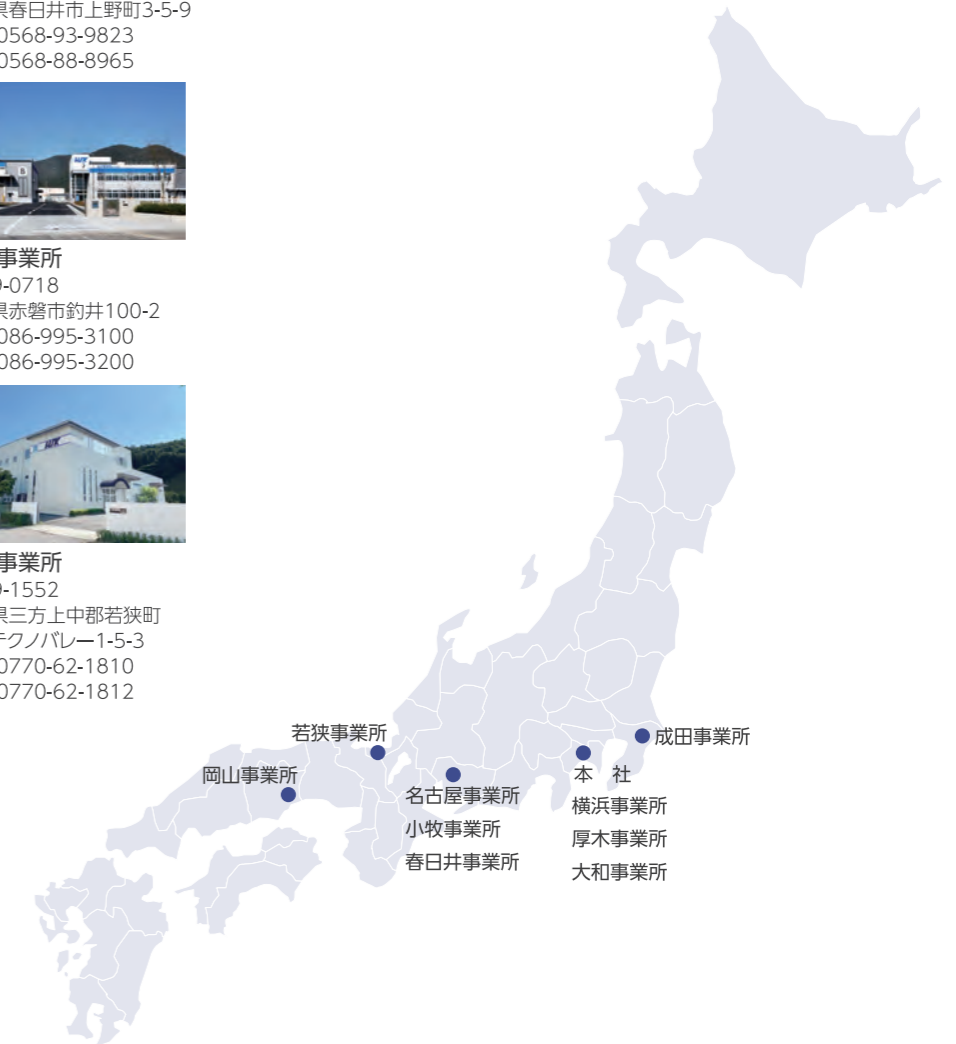 県春日井市上野町3-5-9
0568-93-9823
0568-88-8965
事業所
9-0718
県赤磐市釣井100-2
086-995-3100
086-995-3200
事業所
9-1552
県三方上中郡若狭町
テクノバレー1-5-3
0770-62-1810
0770-62-1812
若狭事業所
岡山事業所
名古屋事業所
小牧事業所
春日井事業所
成田事業所
本 社
横浜事業所
厚木事業所
大和事業所